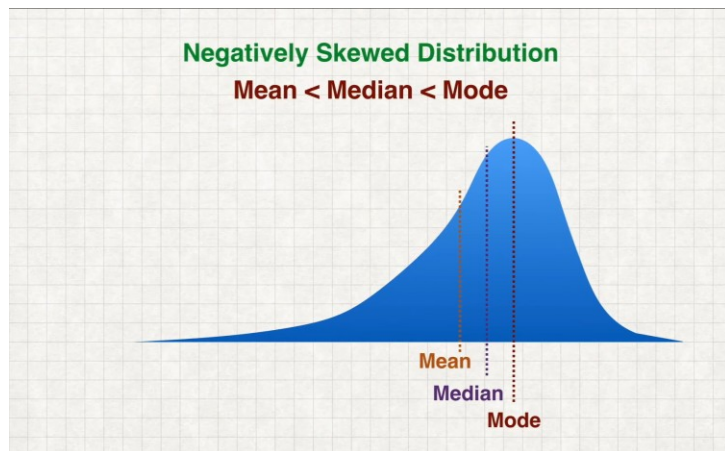 Negatively Skewed Distribution
Mean < Median < Mode
Mean
Median
Mode